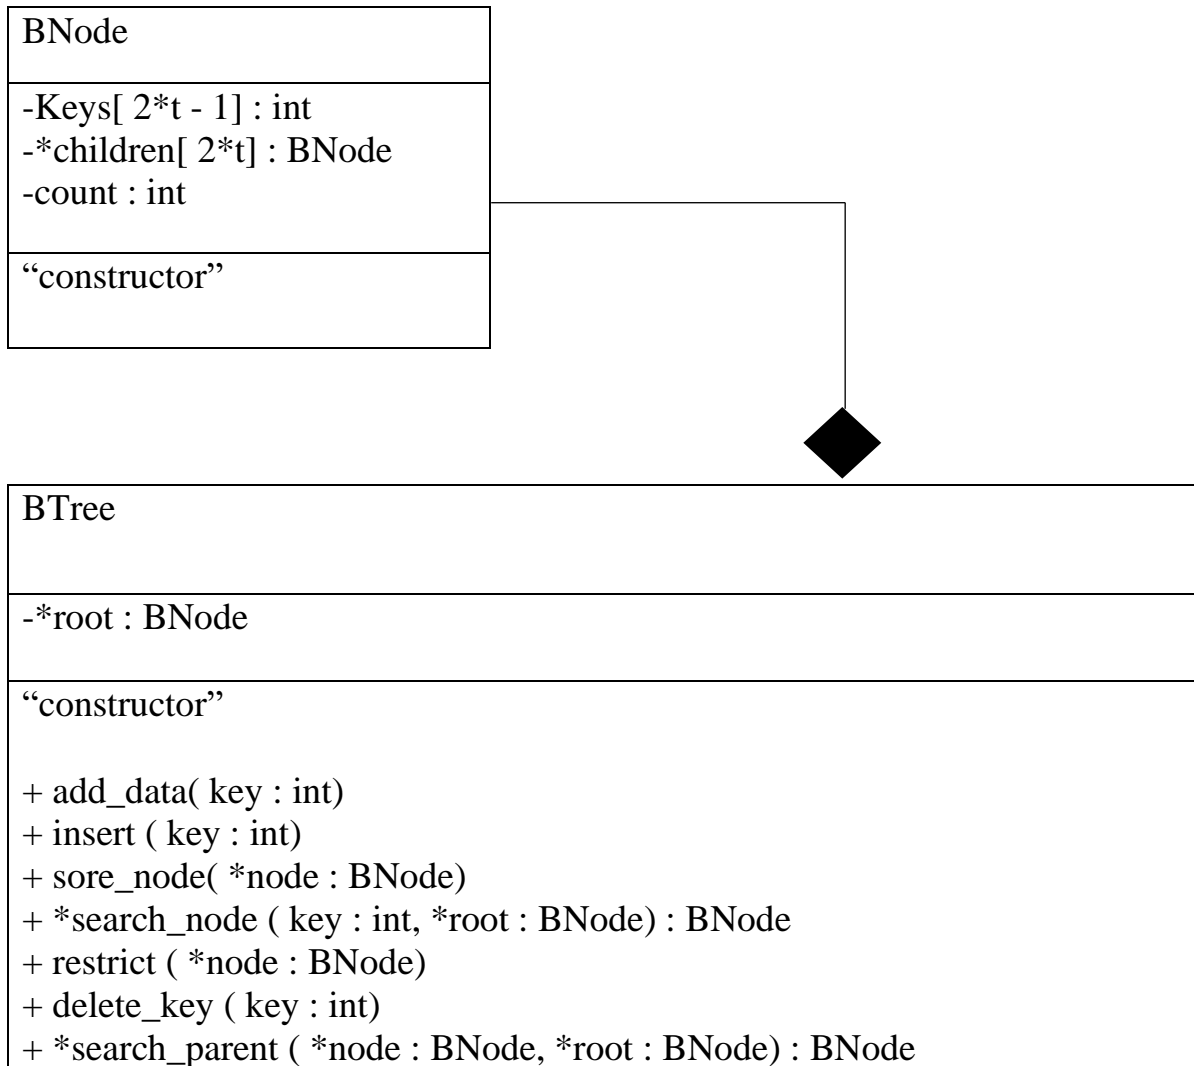 BNode
-Keys[ 2*t - 1] : int
-*children[ 2*t] : BNode
-count : int
“constructor”
BTree
-*root : BNode
“constructor”
+ add_data( key : int)
+ insert ( key : int)
+ sore_node( *node : BNode)
+ *search_node ( key : int, *root : BNode) : BNode
+ restrict ( *node : BNode)
+ delete_key ( key : int)
+ *search_parent ( *node : BNode, *root : BNode) : BNode